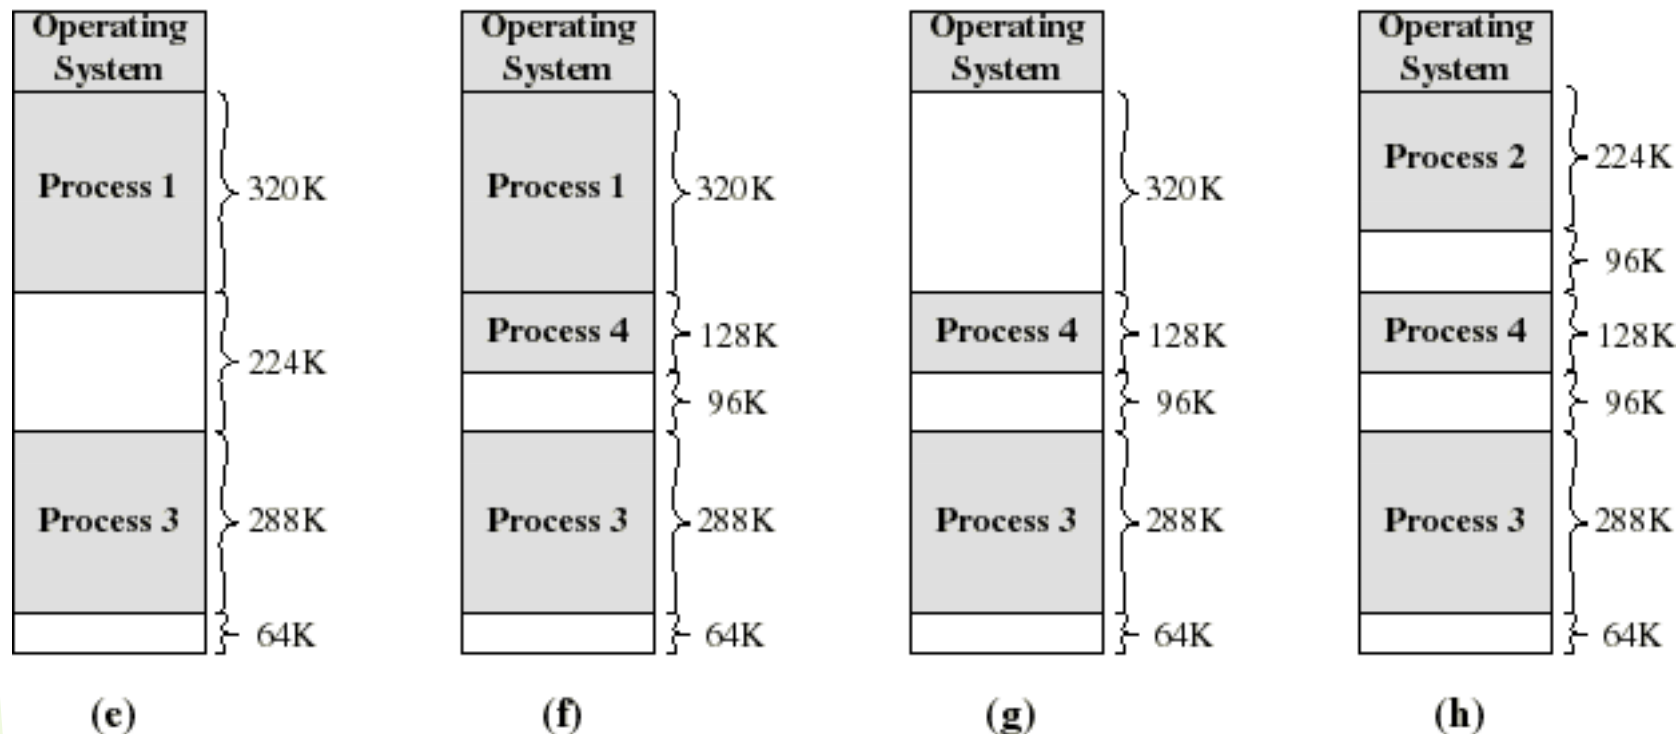 Operating
System
Process 1
320K
224K
Process 3
288K
64K
(e)
Operating
System
Process 1
320K
Process 4
128K
96K
Process 3
288K
64K
(f)
Operating
System
320K
Process 4
128K
96K
Process 3
288K
64K
(g)
Operating
System
Process 2
224K
96K
Process 4
128K
96K
Process 3
288K
64K
(h)